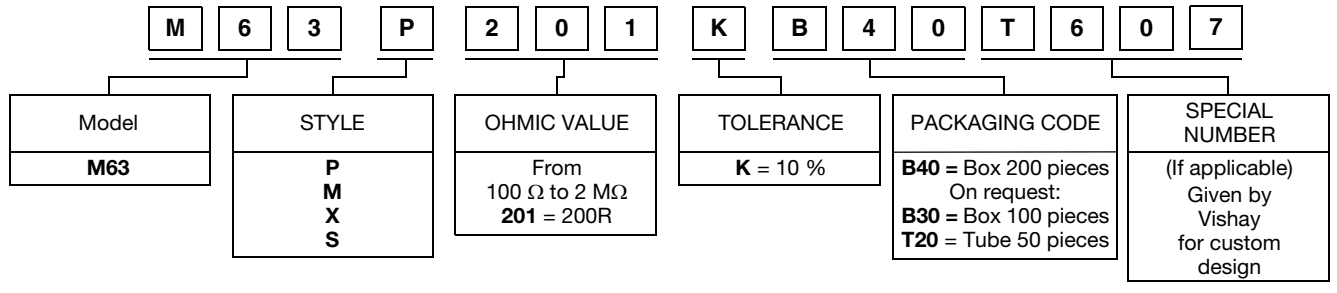 M 6 3 P 2 0 1 K B 4 0 T 6 0 7
Model
M63
STYLE
P
M
X
S
OHMIC VALUE
From
100 Ω to 2 MΩ
201 = 200R
TOLERANCE
K = 10 %
PACKAGING CODE
B40 = Box 200 pieces
On request:
B30 = Box 100 pieces
T20 = Tube 50 pieces
SPECIAL
NUMBER
(If applicable)
Given by
Vishay
for custom
design